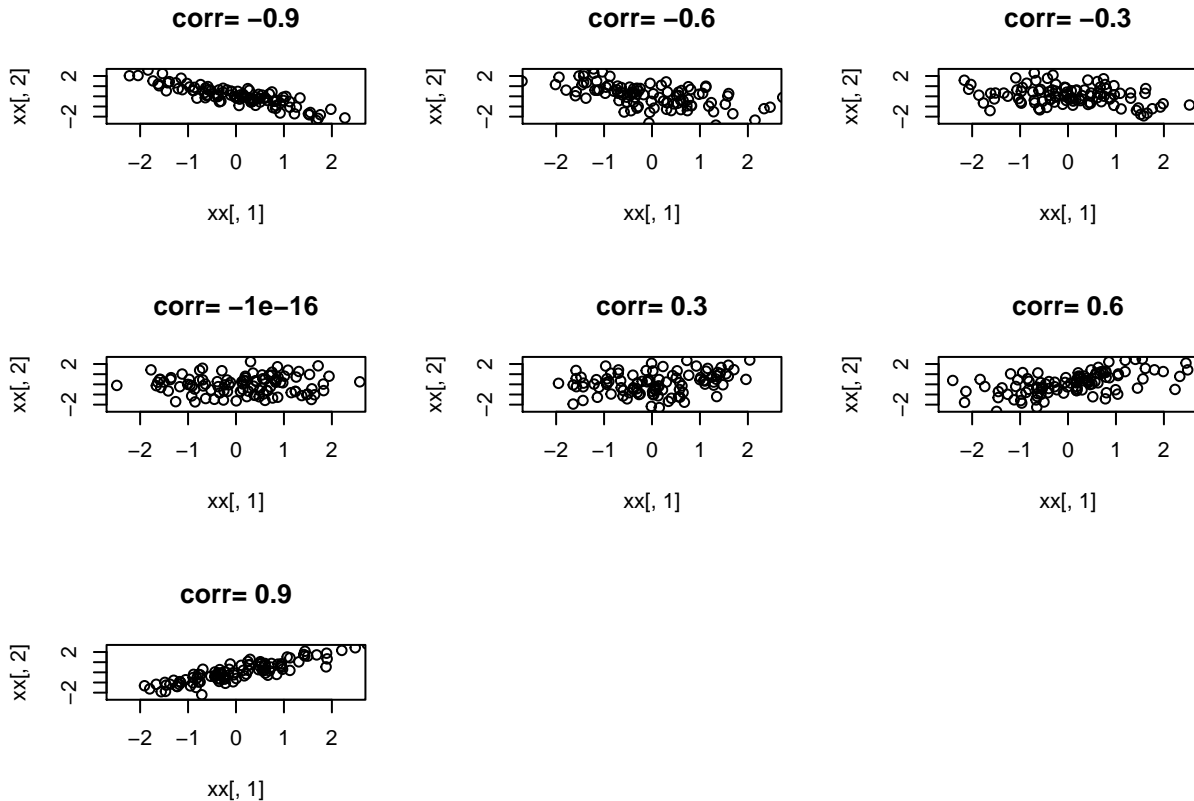 corr= −0.9
xx[, 2]
2
−2
−2 −1 0 1 2
xx[, 1]
corr= −0.6
xx[, 2]
2
−2
−2 −1 0 1 2
xx[, 1]
corr= −0.3
xx[, 2]
2
−2
−2 −1 0 1 2
xx[, 1]
corr= −1e−16
xx[, 2]
2
−2
−2 −1 0 1 2
xx[, 1]
corr= 0.3
xx[, 2]
2
−2
−2 −1 0 1 2
xx[, 1]
corr= 0.6
xx[, 2]
2
−2
−2 −1 0 1 2
xx[, 1]
corr= 0.9
xx[, 2]
2
−2
−2 −1 0 1 2
xx[, 1]